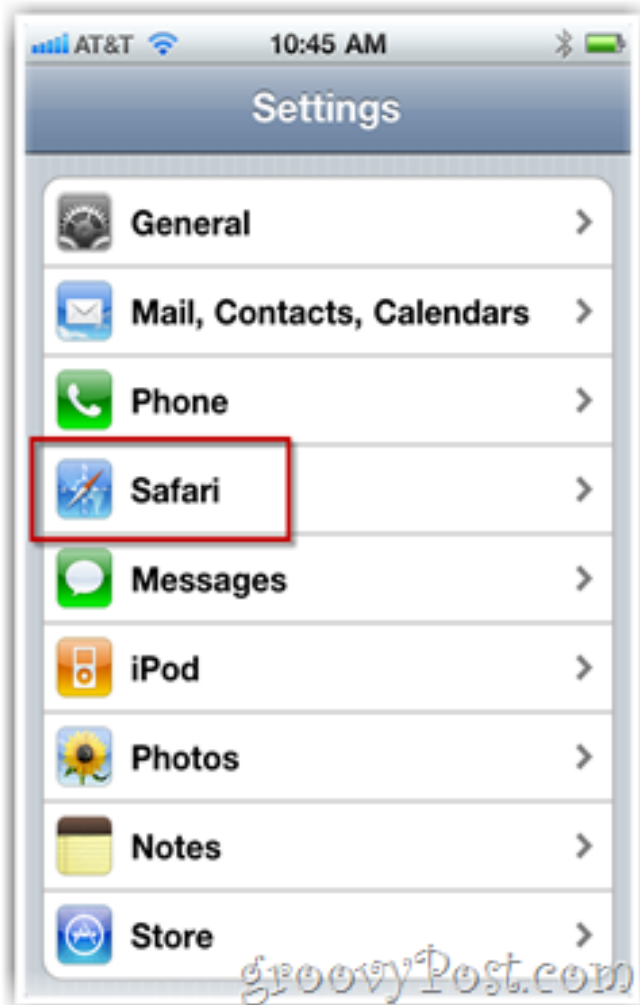 AT&T 10:45 AM
Settings
General
Mail, Contacts, Calendars
Phone
Safari
Messages
iPod
Photos
Notes
Store
groovyPost.com